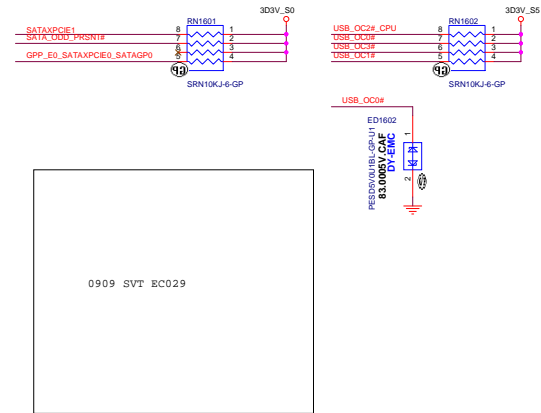 3D3V_S0
RN1601
SATAXPCIE1 8 1
SATA_ODD_PRSNT# 7 2
6 3
GPP_E0_SATAXPCIE0_SATAGP0 5 4
SRN10KJ-6-GP
3D3V_S5
RN1602
USB_OC2#_CPU 8 1
USB_OC0# 7 2
USB_OC3# 6 3
USB_OC1# 5 4
SRN10KJ-6-GP
USB_OC0#
ED1602
1
2
PESD5V0U1BL-GP-U1
83.0005V.CAF
DY-EMC
0909 SVT EC029